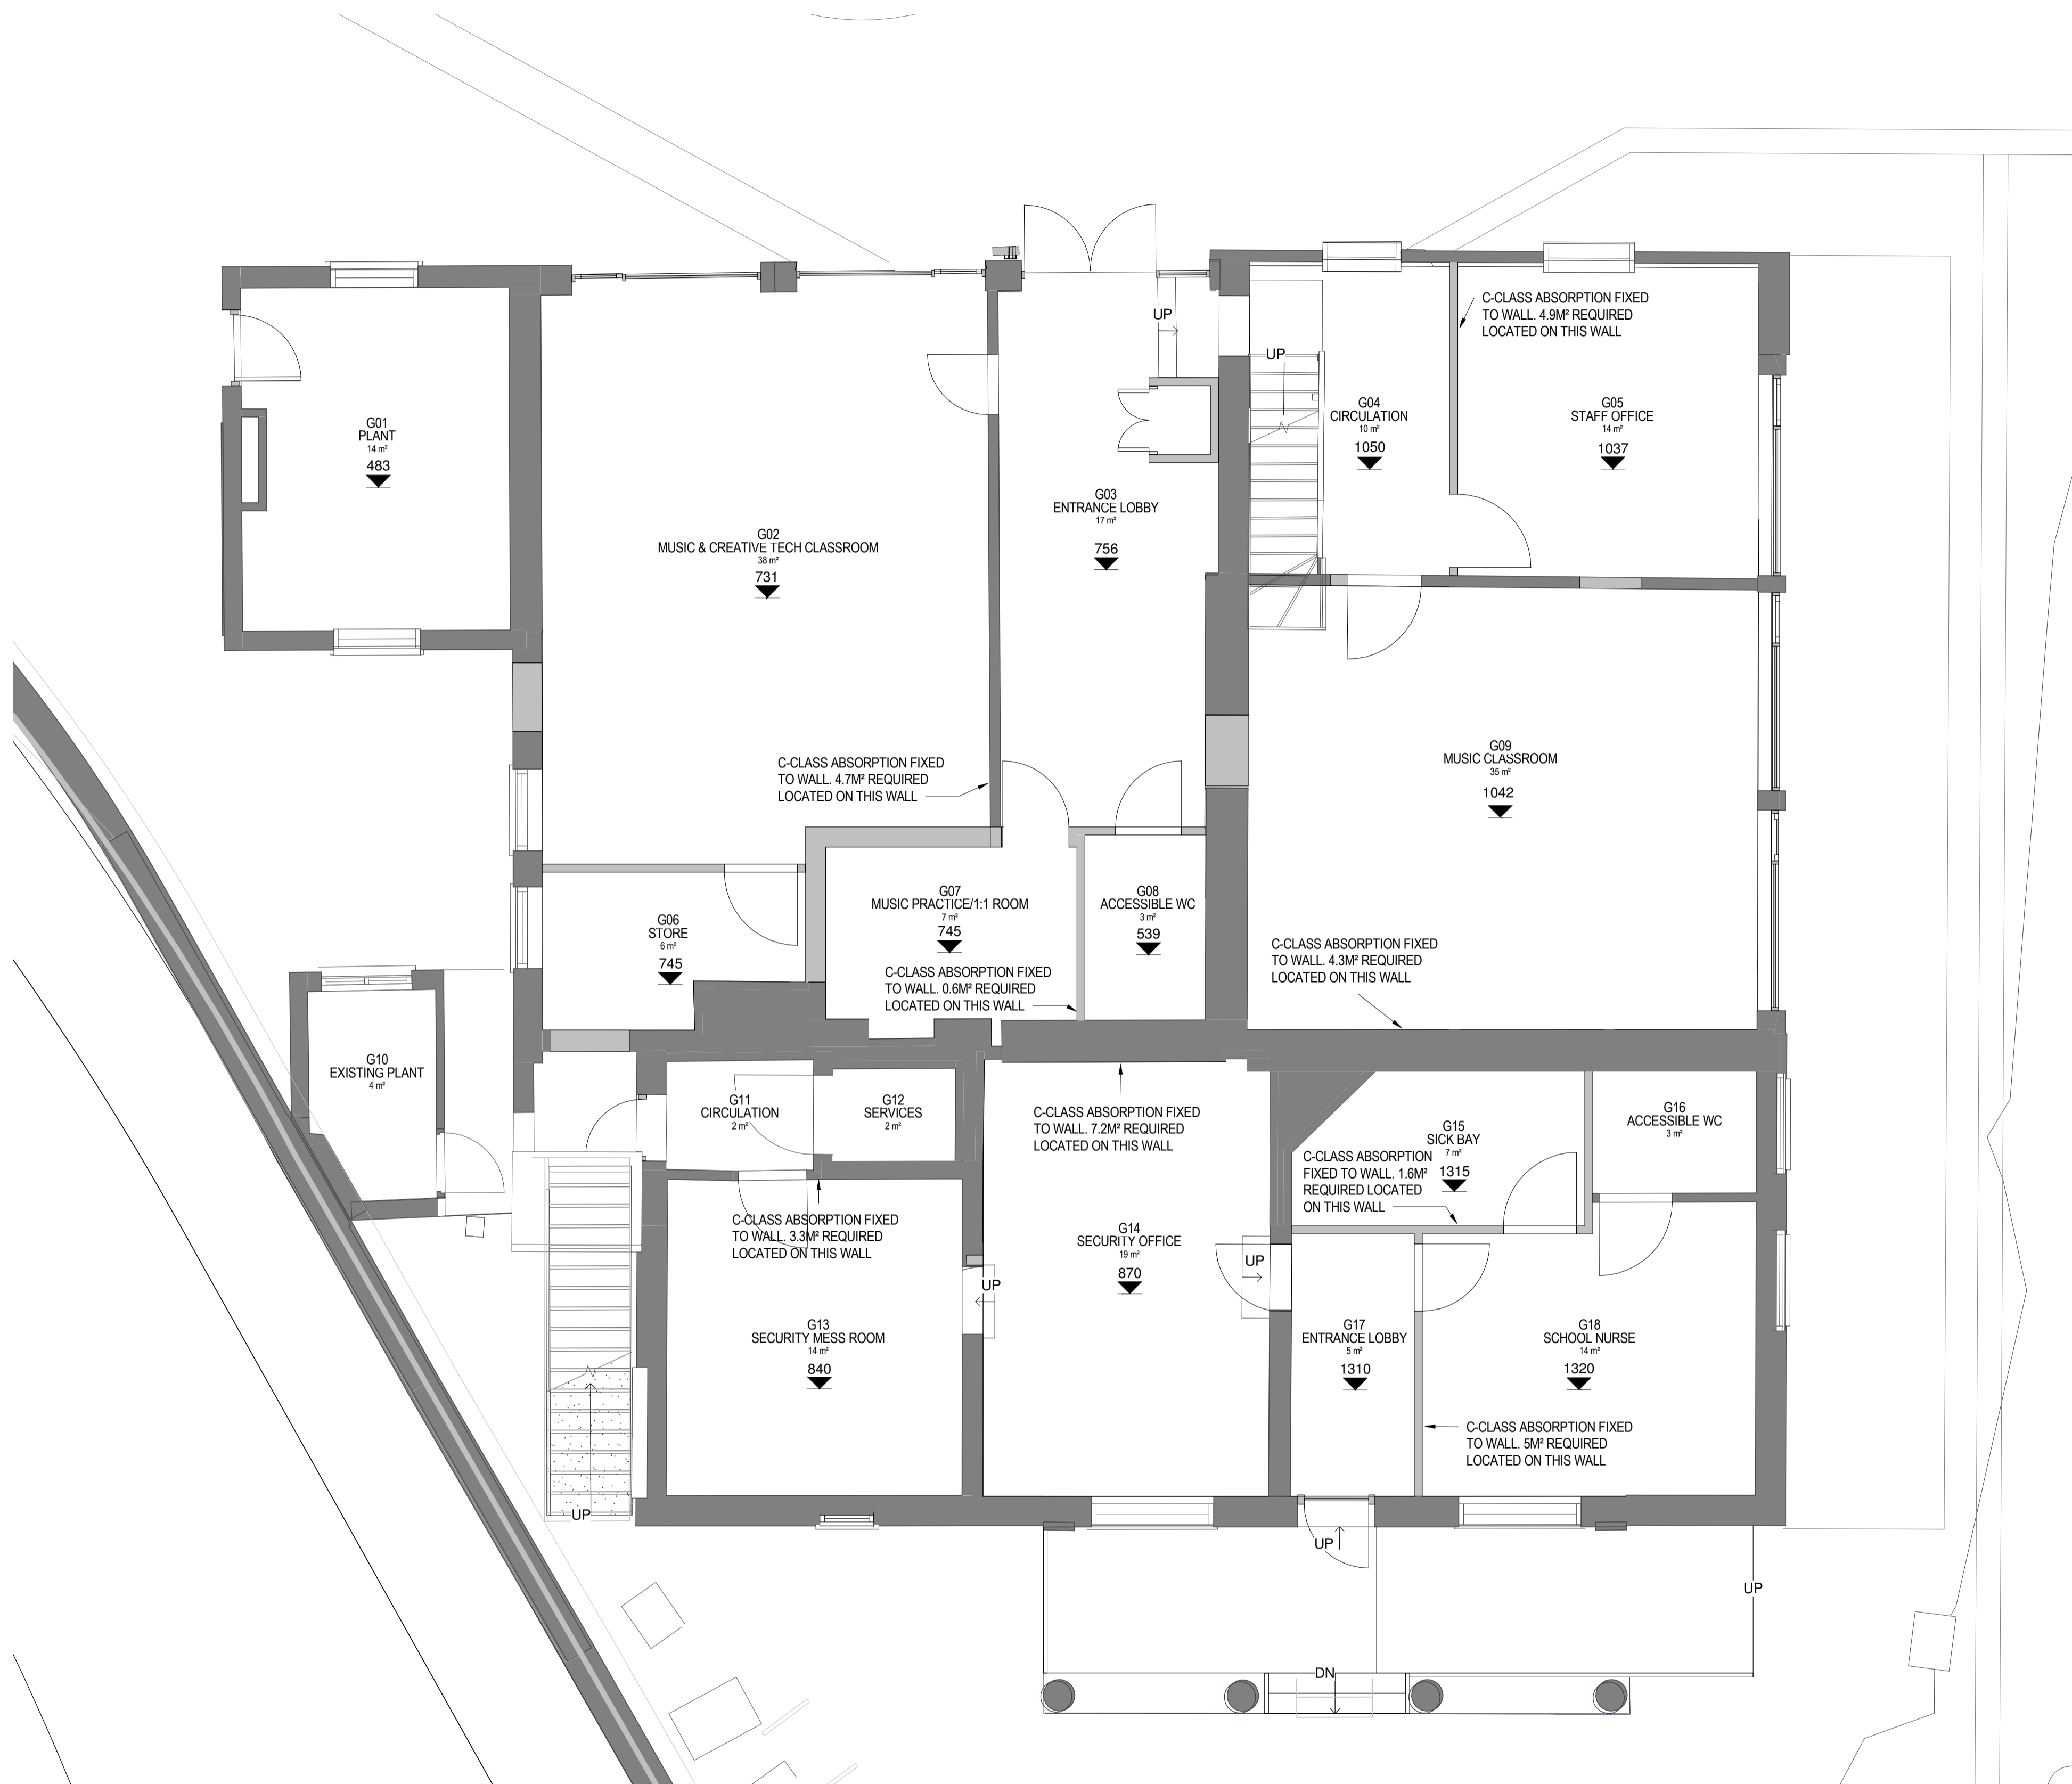 C-CLASS ABSORPTION FIXED
TO WALL. 4.9M² REQUIRED
LOCATED ON THIS WALL
UP
UP
G01
PLANT
14 m²
483
G02
MUSIC & CREATIVE TECH CLASSROOM
38 m²
731
G03
ENTRANCE LOBBY
17 m²
756
G04
CIRCULATION
10 m²
1050
G05
STAFF OFFICE
14 m²
1037
C-CLASS ABSORPTION FIXED
TO WALL. 4.7M² REQUIRED
LOCATED ON THIS WALL
G09
MUSIC CLASSROOM
35 m²
1042
G06
STORE
6 m²
745
G07
MUSIC PRACTICE/1:1 ROOM
7 m²
745
C-CLASS ABSORPTION FIXED
TO WALL. 0.6M² REQUIRED
LOCATED ON THIS WALL
G08
ACCESSIBLE WC
3 m²
539
C-CLASS ABSORPTION FIXED
TO WALL. 4.3M² REQUIRED
LOCATED ON THIS WALL
G10
EXISTING PLANT
4 m²
G11
CIRCULATION
2 m²
G12
SERVICES
2 m²
C-CLASS ABSORPTION FIXED
TO WALL. 7.2M² REQUIRED
LOCATED ON THIS WALL
G15
SICK BAY
7 m²
1315
C-CLASS ABSORPTION
FIXED TO WALL. 1.6M²
REQUIRED LOCATED
ON THIS WALL
G16
ACCESSIBLE WC
3 m²
C-CLASS ABSORPTION FIXED
TO WALL. 3.3M² REQUIRED
LOCATED ON THIS WALL
G14
SECURITY OFFICE
19 m²
870
UP
UP
G13
SECURITY MESS ROOM
14 m²
840
G17
ENTRANCE LOBBY
5 m²
1310
G18
SCHOOL NURSE
14 m²
1320
C-CLASS ABSORPTION FIXED
TO WALL. 5M² REQUIRED
LOCATED ON THIS WALL
UP
UP
UP
DN